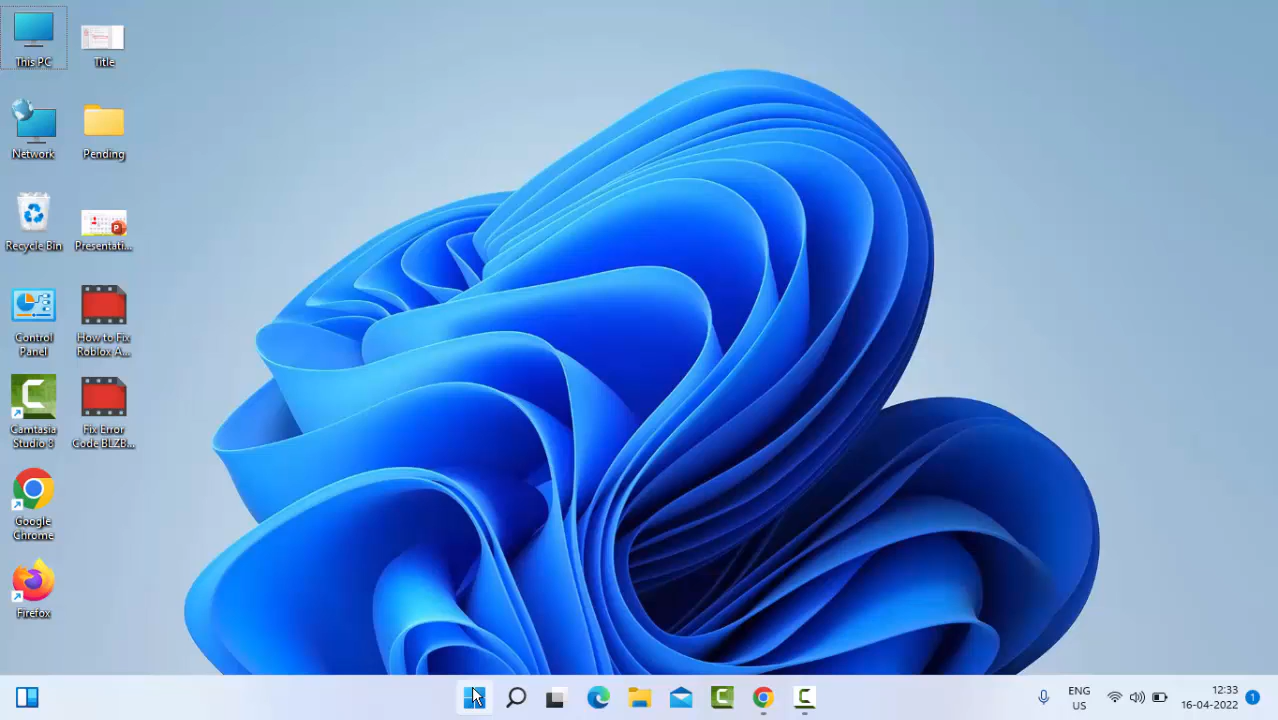 This PC
Title
Network
Pending
Recycle Bin
Presentati...
Control
Panel
How to Fix
Roblox A...
Camtasia
Studio 8
Fix Error
Code BLZB...
Google
Chrome
Firefox
ENG
US
12:33
16-04-2022
1